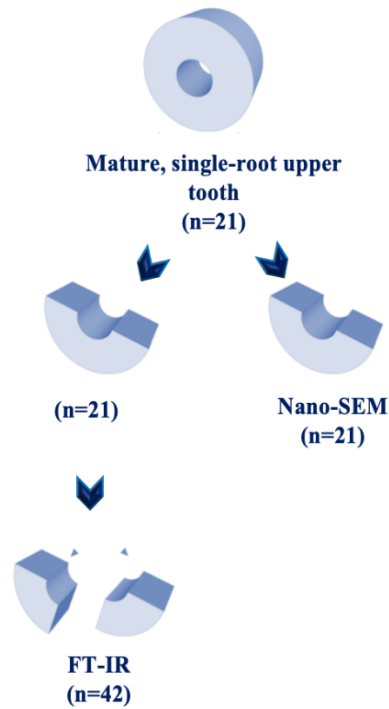 Mature, single-root upper
tooth
(n=21)
(n=21)
Nano-SEM
(n=21)
FT-IR
(n=42)